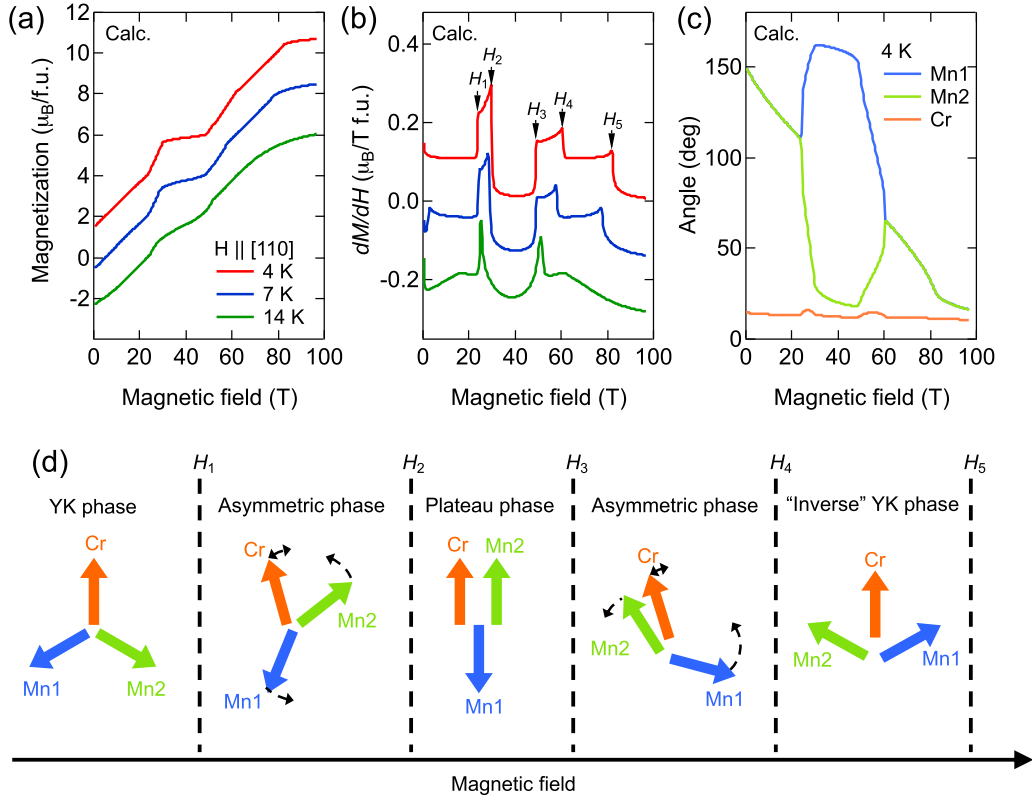 (a)
Calc.
12
10
8
6
4
2
0
-2
Magnetization (μB/f.u.)
H || [110]
4 K
7 K
14 K
0 20 40 60 80 100
Magnetic field (T)
(b)
Calc.
0.4
0.2
0.0
-0.2
dM/dH (μB/T f.u.)
H1
H2
H3
H4
H5
0 20 40 60 80 100
Magnetic field (T)
(c)
Calc.
150
100
50
0
Angle (deg)
4 K
Mn1
Mn2
Cr
0 20 40 60 80 100
Magnetic field (T)
(d)
H1 H2 H3 H4 H5
YK phase
Cr
Mn1
Mn2
Asymmetric phase
Cr
Mn2
Mn1
Plateau phase
Cr
Mn2
Mn1
Asymmetric phase
Cr
Mn2
Mn1
“Inverse” YK phase
Cr
Mn2
Mn1
Magnetic field